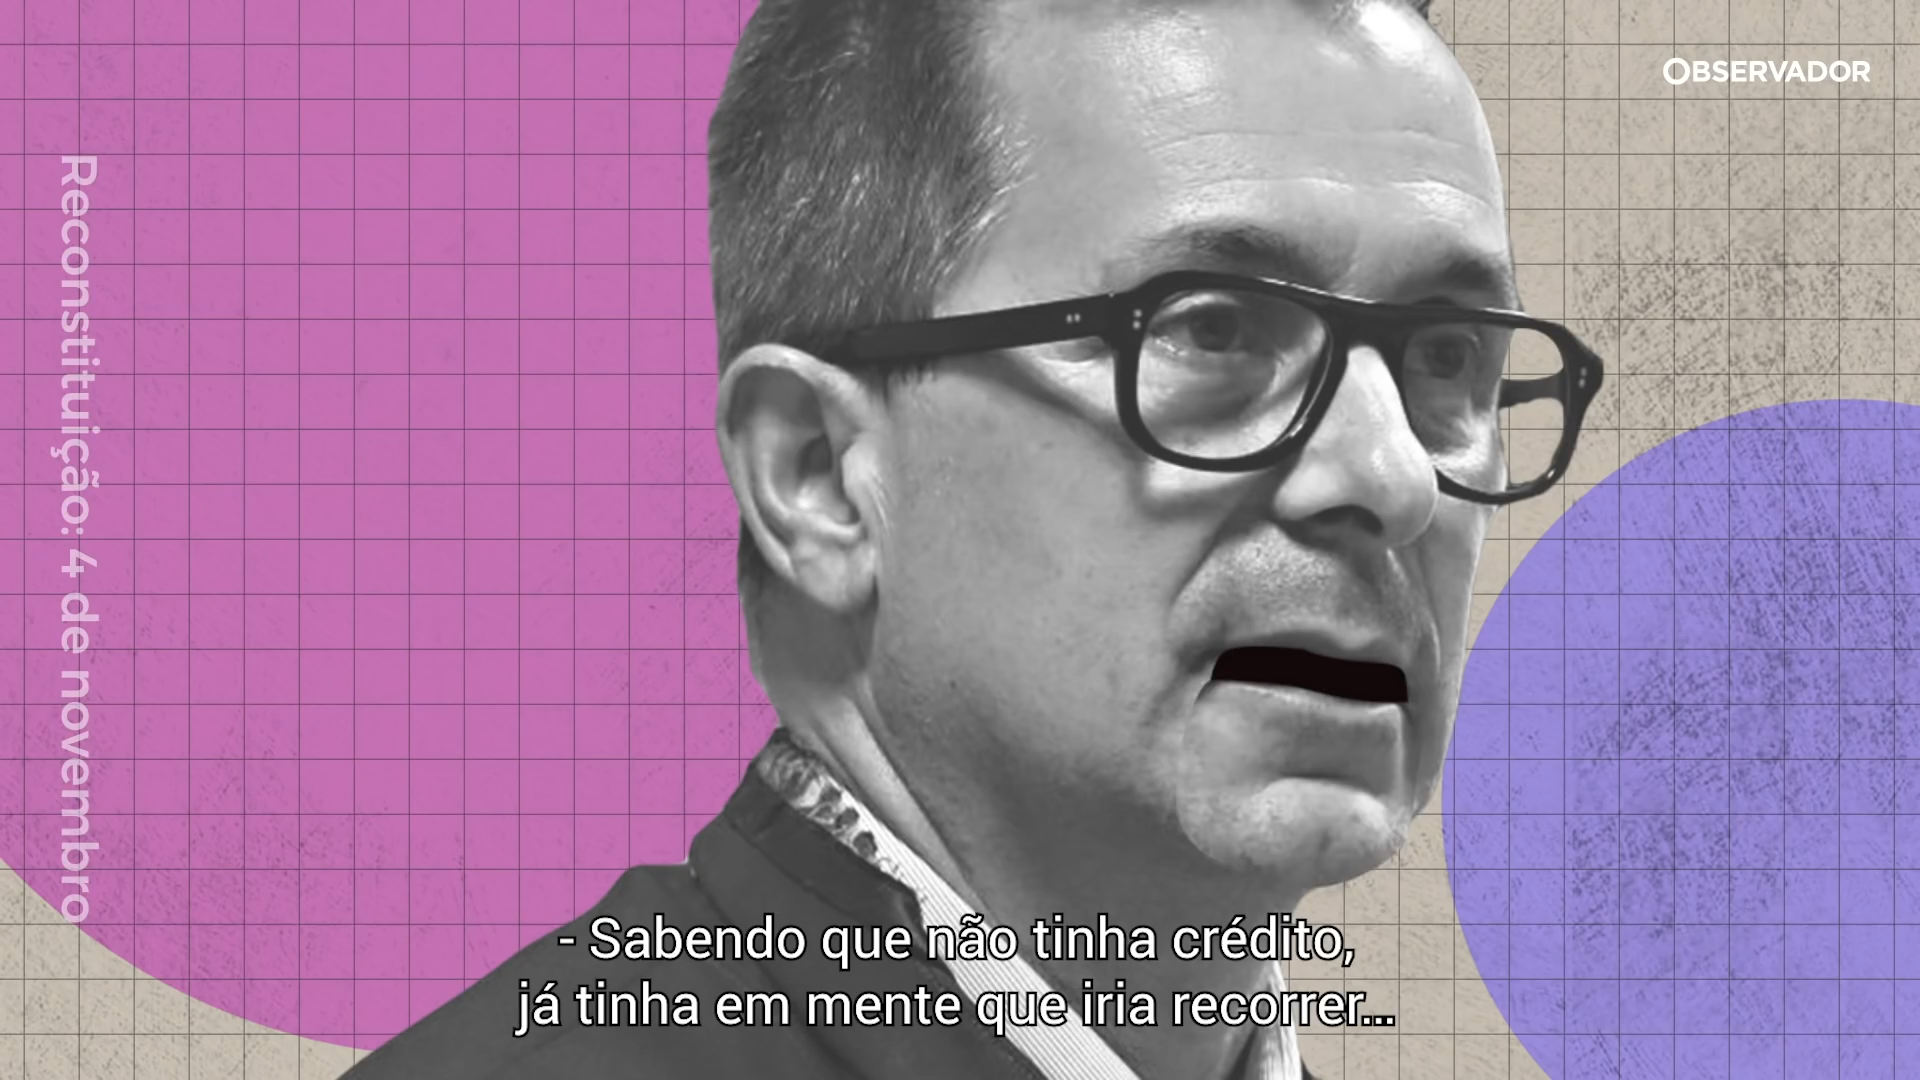 OBSERVADOR
Reconstituição: 4 de novembro
- Sabendo que não tinha crédito,
já tinha em mente que iria recorrer...